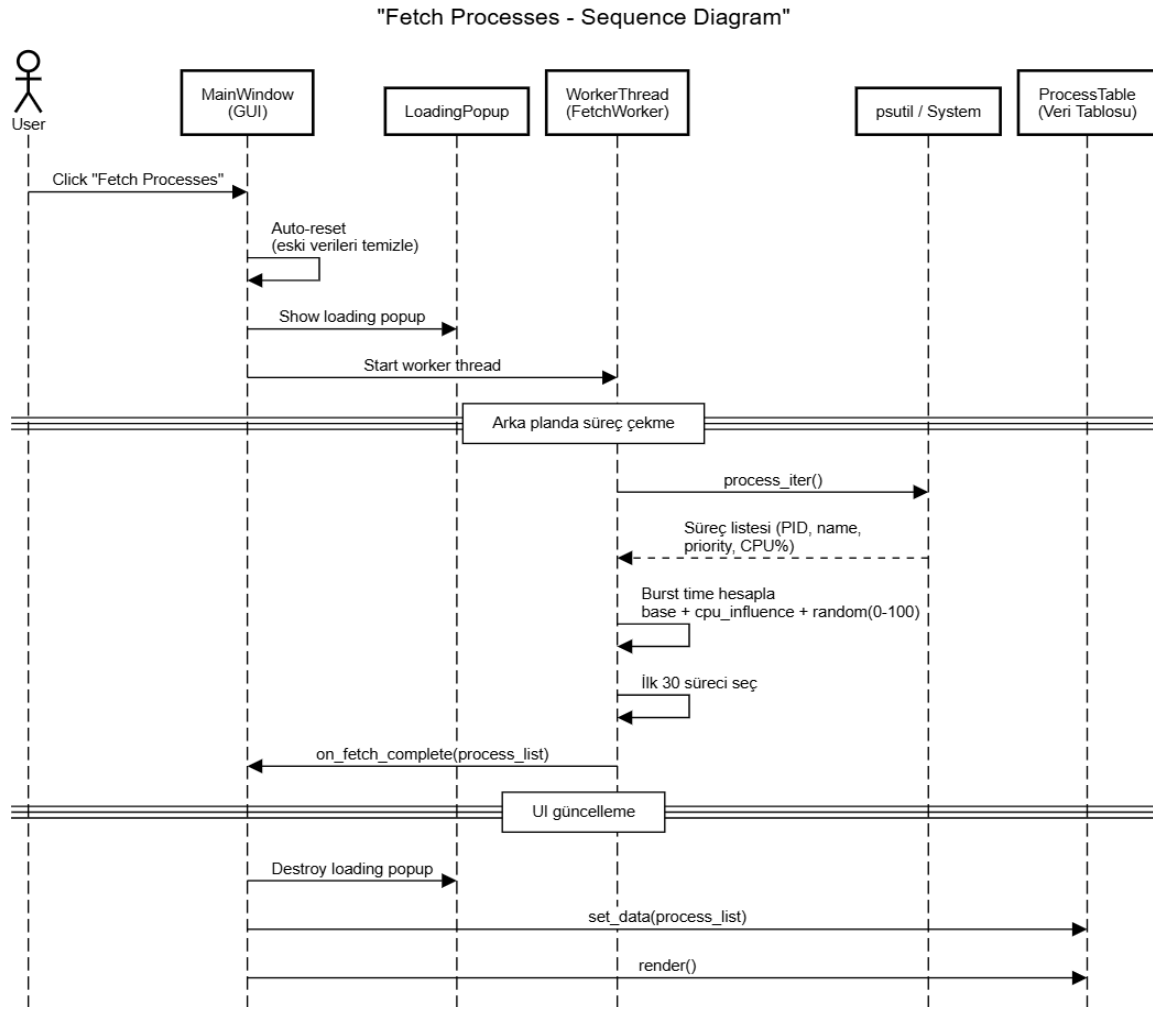 "Fetch Processes - Sequence Diagram"
User
MainWindow
(GUI)
LoadingPopup
WorkerThread
(FetchWorker)
psutil / System
ProcessTable
(Veri Tablosu)
Click "Fetch Processes"
Auto-reset
(eski verileri temizle)
Show loading popup
Start worker thread
Arka planda süreç çekme
process_iter()
Süreç listesi (PID, name,
priority, CPU%)
Burst time hesapla
base + cpu_influence + random(0-100)
İlk 30 süreci seç
on_fetch_complete(process_list)
UI güncelleme
Destroy loading popup
set_data(process_list)
render()